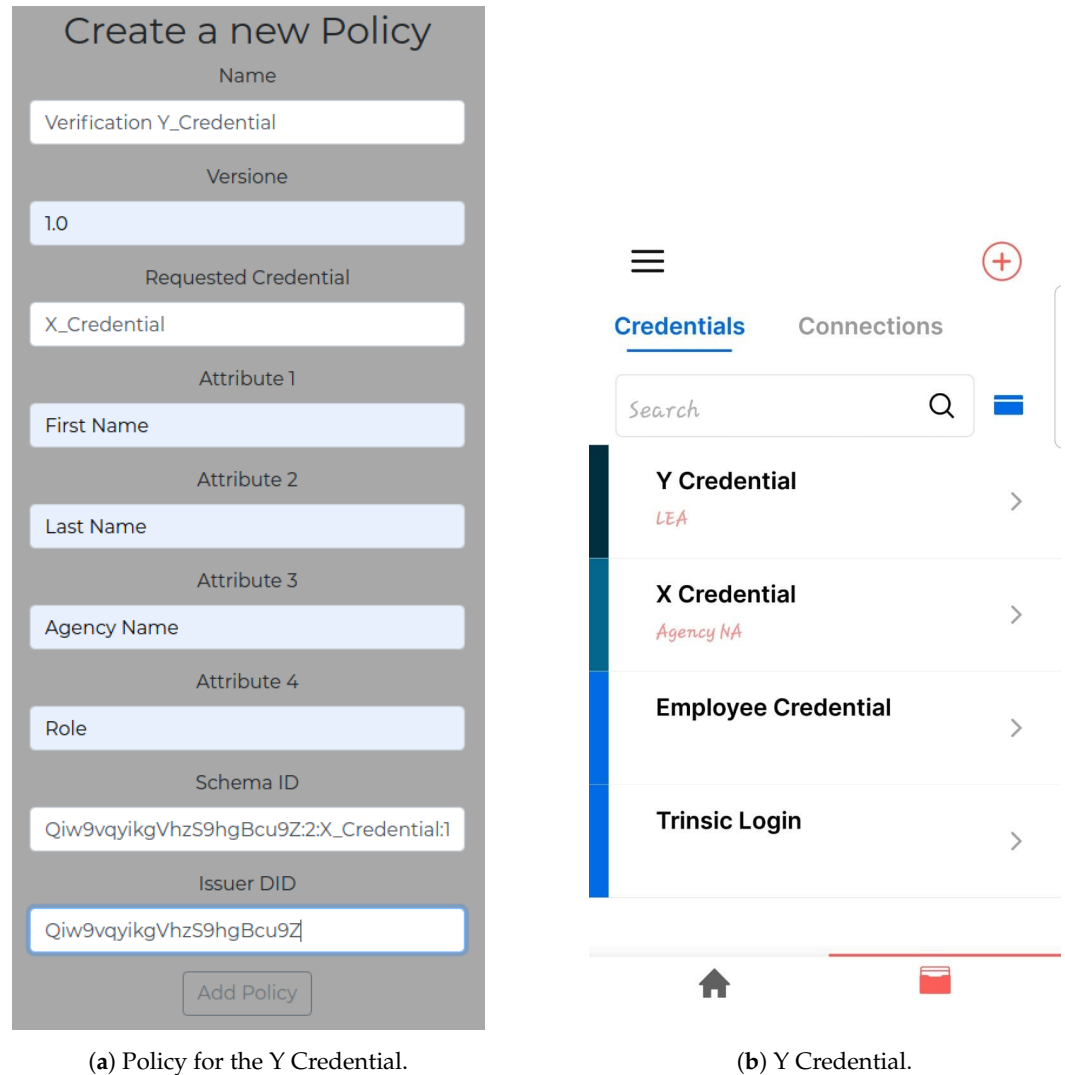 Create a new Policy
Name
Verification Y_Credential
Versione
1.0
Requested Credential
X_Credential
Attribute 1
First Name
Attribute 2
Last Name
Attribute 3
Agency Name
Attribute 4
Role
Schema ID
Qiw9vqyikgVhzS9hgBcu9Z:2:X_Credential:1
Issuer DID
Qiw9vqyikgVhzS9hgBcu9Z
Add Policy
(a) Policy for the Y Credential.
Credentials Connections
Search
Y Credential
LEA
X Credential
Agency NA
Employee Credential
Trinsic Login
(b) Y Credential.